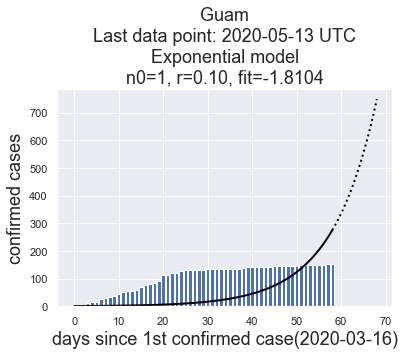 Guam
Last data point: 2020-05-13 UTC
Exponential model
n0=1, r=0.10, fit=-1.8104
700
600
500
400
300
200
100
0
confirmed cases
0 10 20 30 40 50 60 70
days since 1st confirmed case(2020-03-16)